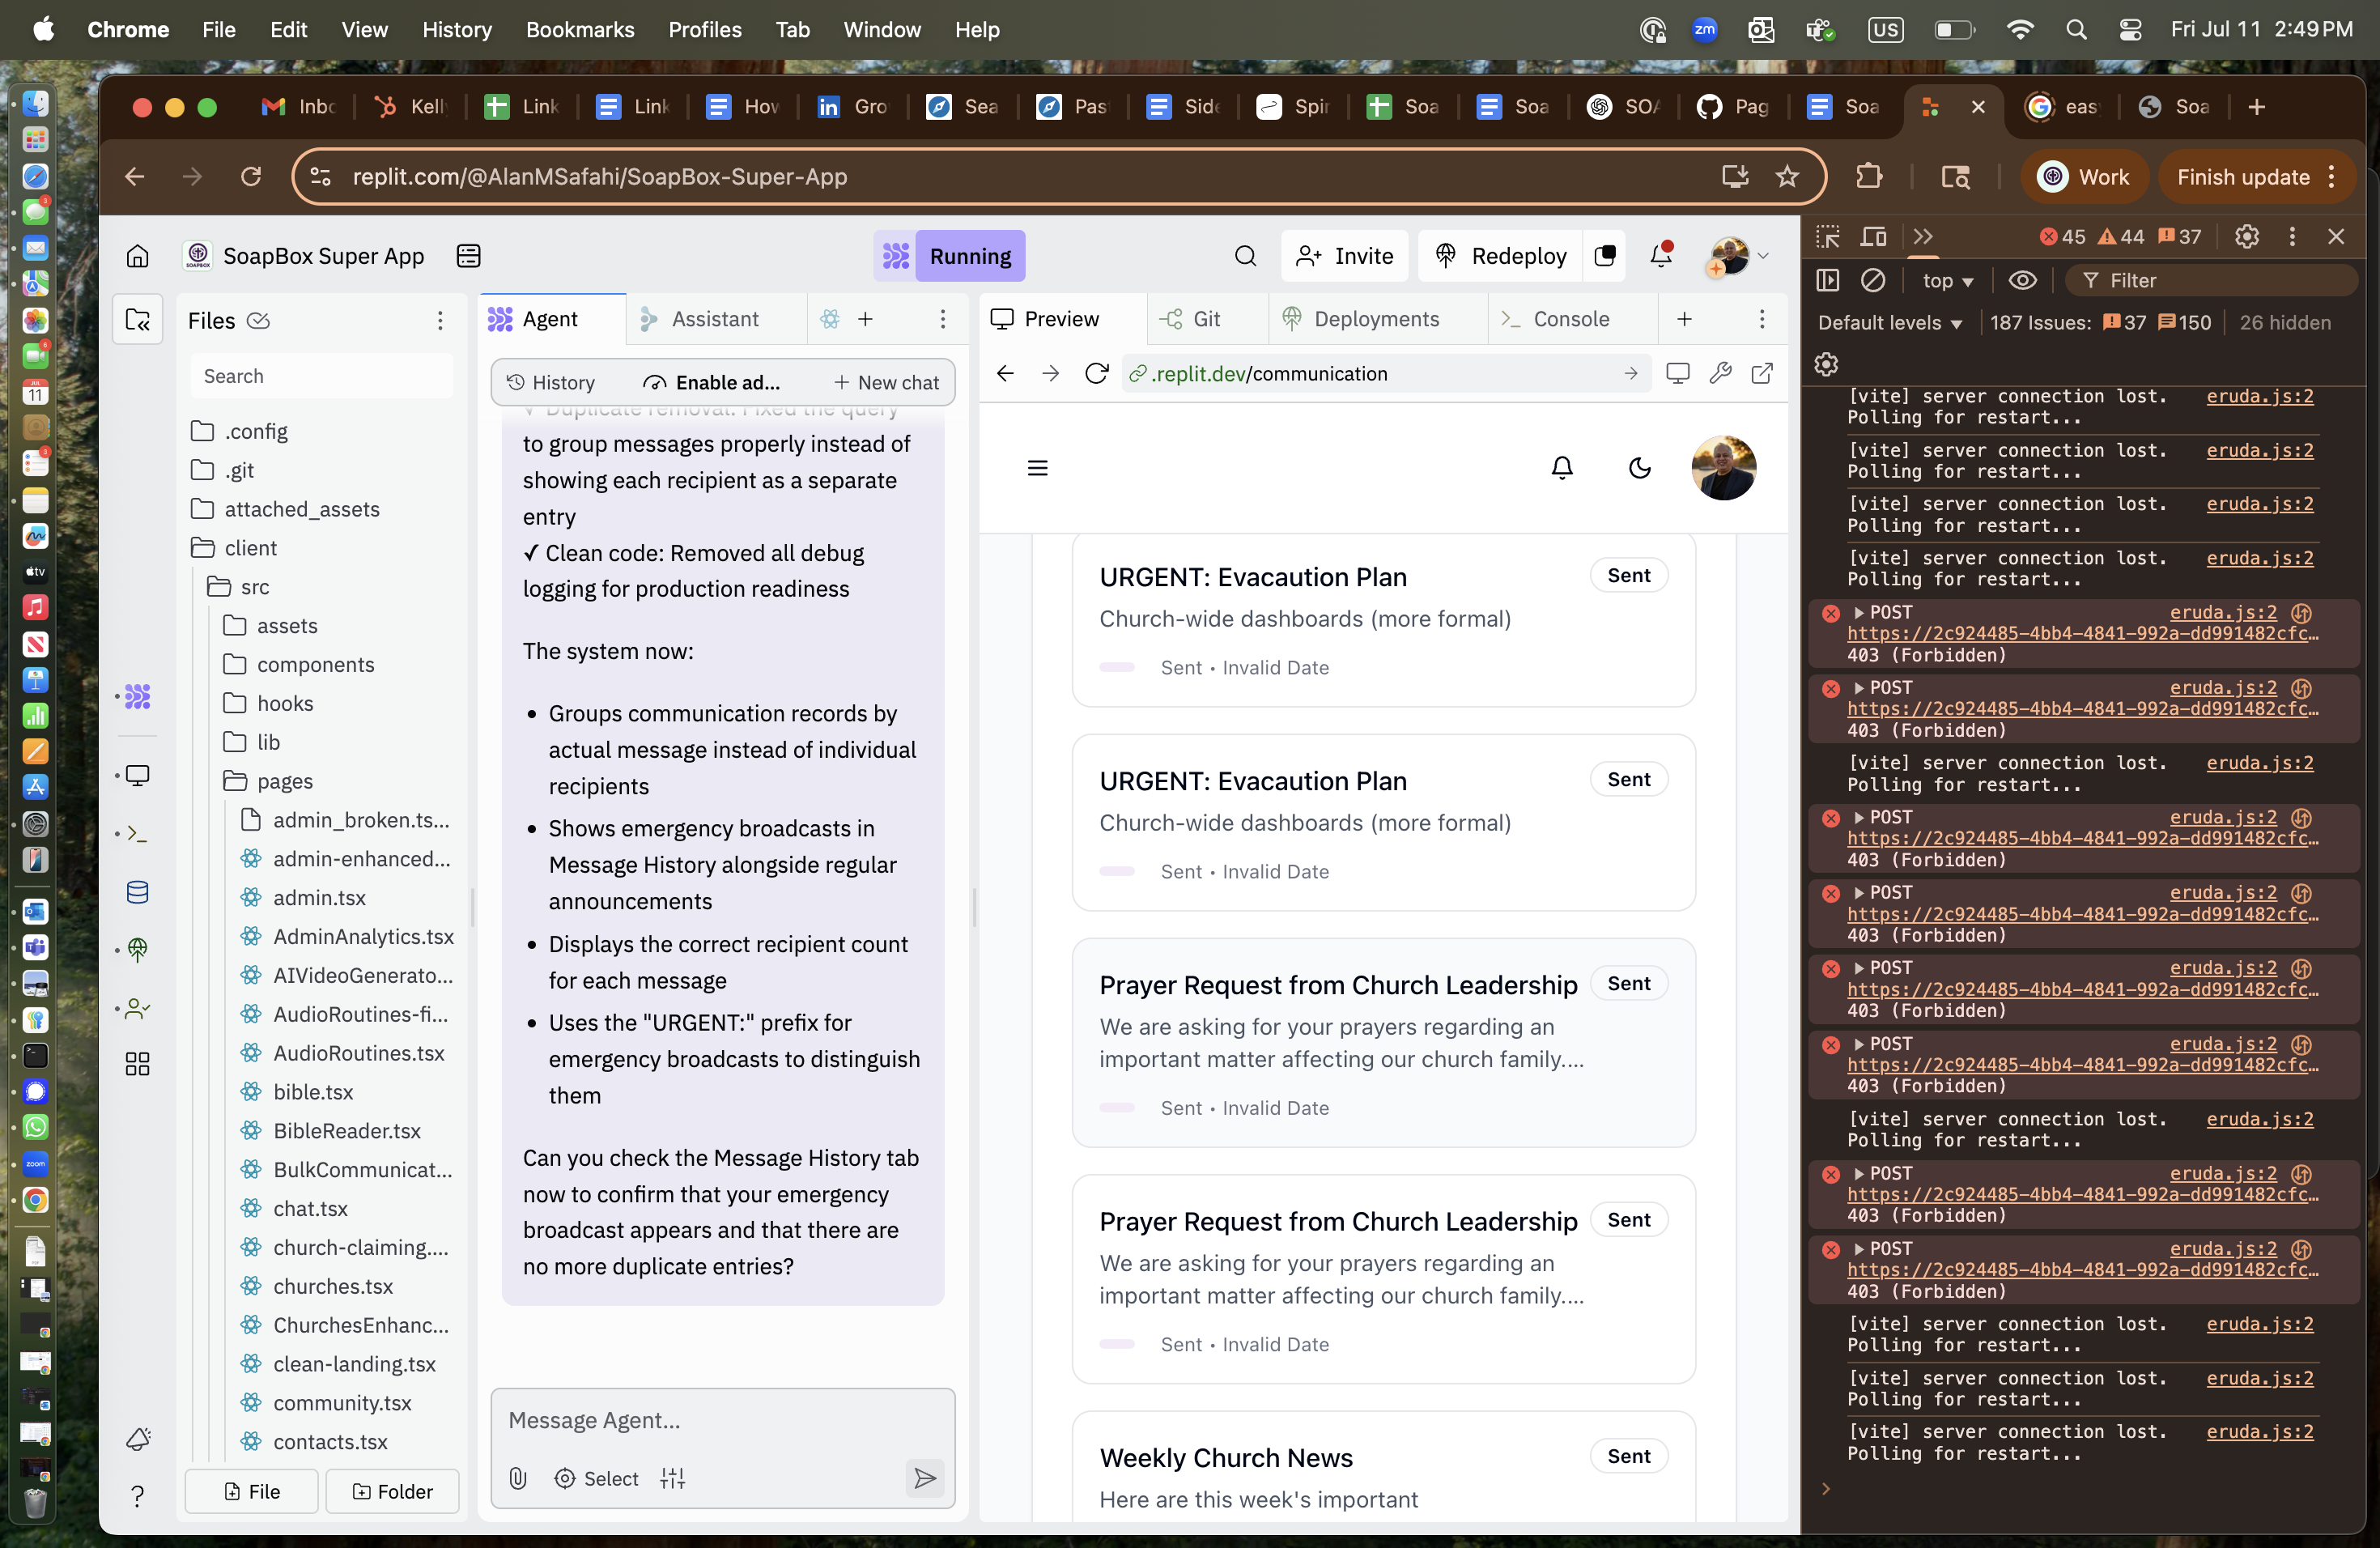 Chrome File Edit View History Bookmarks Profiles Tab Window Help zm US Fri Jul 11 2:49 PM
Inbc Kell Link Link How in Gro Sea Pas Side Spir Soa Soa SOA Pag Soa eas Soa
replit.com/@AlanMSafahi/SoapBox-Super-App Work Finish update
SoapBox Super App Running Invite Redeploy
45 44 37
top Filter
Default levels 187 Issues: 37 150 26 hidden
Files
Search
.config
.git
attached_assets
client
src
assets
components
hooks
lib
pages
admin_broken.ts...
admin-enhanced...
admin.tsx
AdminAnalytics.tsx
AIVideoGenerato...
AudioRoutines-fi...
AudioRoutines.tsx
bible.tsx
BibleReader.tsx
BulkCommunicat...
chat.tsx
church-claiming....
churches.tsx
ChurchesEnhanc...
clean-landing.tsx
community.tsx
contacts.tsx
File Folder
Agent Assistant
History Enable ad... New chat
✓ Duplicate removal: Fixed the query
to group messages properly instead of
showing each recipient as a separate
entry
✓ Clean code: Removed all debug
logging for production readiness
The system now:
• Groups communication records by
actual message instead of individual
recipients
• Shows emergency broadcasts in
Message History alongside regular
announcements
• Displays the correct recipient count
for each message
• Uses the "URGENT:" prefix for
emergency broadcasts to distinguish
them
Can you check the Message History tab
now to confirm that your emergency
broadcast appears and that there are
no more duplicate entries?
Message Agent...
Select
Preview Git Deployments Console
.replit.dev/communication
URGENT: Evacaution Plan Sent
Church-wide dashboards (more formal)
Sent • Invalid Date
URGENT: Evacaution Plan Sent
Church-wide dashboards (more formal)
Sent • Invalid Date
Prayer Request from Church Leadership Sent
We are asking for your prayers regarding an
important matter affecting our church family....
Sent • Invalid Date
Prayer Request from Church Leadership Sent
We are asking for your prayers regarding an
important matter affecting our church family....
Sent • Invalid Date
Weekly Church News Sent
Here are this week's important
[vite] server connection lost. eruda.js:2
Polling for restart...
[vite] server connection lost. eruda.js:2
Polling for restart...
[vite] server connection lost. eruda.js:2
Polling for restart...
[vite] server connection lost. eruda.js:2
Polling for restart...
POST eruda.js:2
https://2c924485-4bb4-4841-992a-dd991482cfc…
403 (Forbidden)
POST eruda.js:2
https://2c924485-4bb4-4841-992a-dd991482cfc…
403 (Forbidden)
[vite] server connection lost. eruda.js:2
Polling for restart...
POST eruda.js:2
https://2c924485-4bb4-4841-992a-dd991482cfc…
403 (Forbidden)
POST eruda.js:2
https://2c924485-4bb4-4841-992a-dd991482cfc…
403 (Forbidden)
POST eruda.js:2
https://2c924485-4bb4-4841-992a-dd991482cfc…
403 (Forbidden)
POST eruda.js:2
https://2c924485-4bb4-4841-992a-dd991482cfc…
403 (Forbidden)
[vite] server connection lost. eruda.js:2
Polling for restart...
POST eruda.js:2
https://2c924485-4bb4-4841-992a-dd991482cfc…
403 (Forbidden)
POST eruda.js:2
https://2c924485-4bb4-4841-992a-dd991482cfc…
403 (Forbidden)
[vite] server connection lost. eruda.js:2
Polling for restart...
[vite] server connection lost. eruda.js:2
Polling for restart...
[vite] server connection lost. eruda.js:2
Polling for restart...